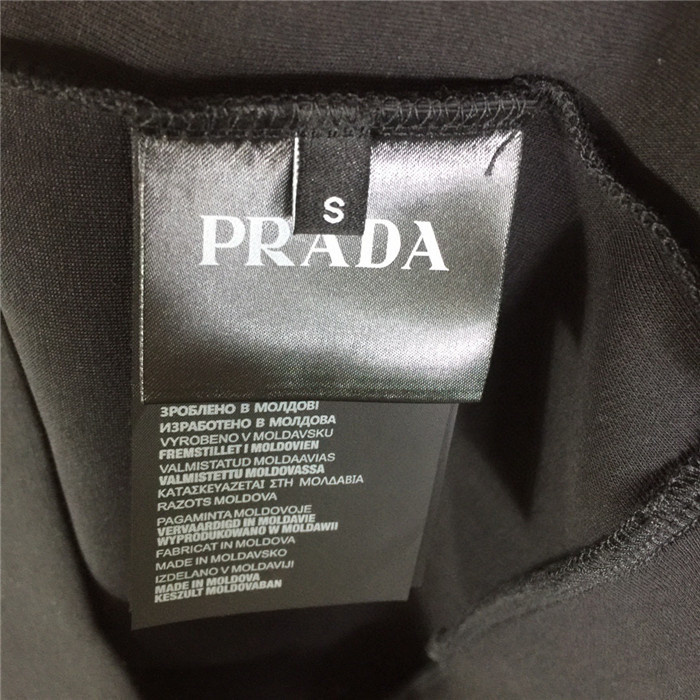 S
PRADA
ЗРОБЛЕНО В МОЛДОВІ
ИЗРАБОТЕНО В МОЛДОВА
VYROBENO V MOLDAVSKU
FREMSTILLET I MOLDOVIEN
VALMISTATUD MOLDAAVIAS
VALMISTETTU MOLDOVASSA
ΚΑΤΑΣΚΕΥΑΖΕΤΑΙ ΣΤΗ ΜΟΛΔΑΒΙΑ
RAZOTS MOLDOVA
PAGAMINTA MOLDOVOJE
VERVAARDIGD IN MOLDAVIE
WYPRODUKOWANO W MOLDAWII
FABRICAT IN MOLDOVA
MADE IN MOLDAVSKO
IZDELANO V MOLDAVIJI
MADE IN MOLDOVA
KESZULT MOLDOVABAN